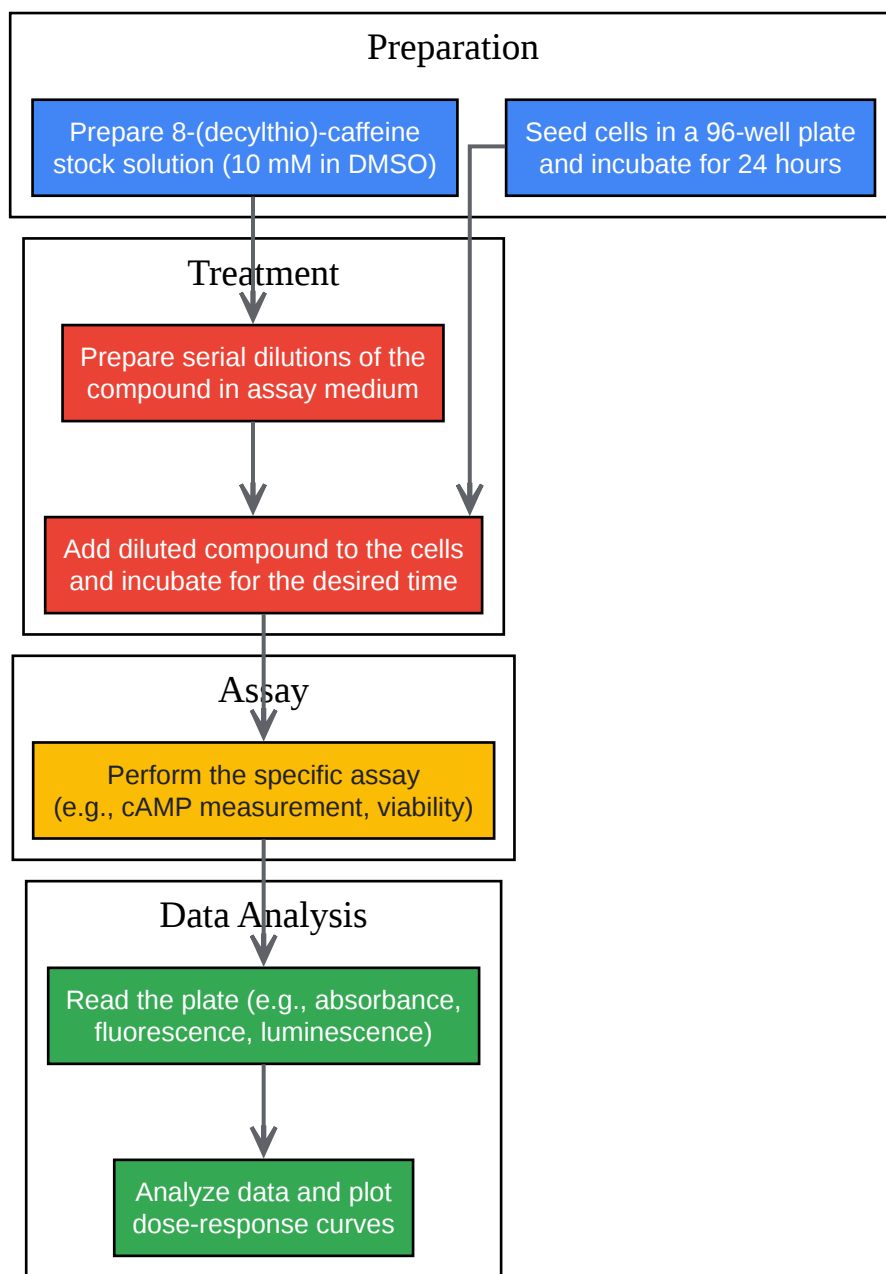 Preparation
Prepare 8-(decylthio)-caffeine
stock solution (10 mM in DMSO)
Seed cells in a 96-well plate
and incubate for 24 hours
Treatment
Prepare serial dilutions of the
compound in assay medium
Add diluted compound to the cells
and incubate for the desired time
Assay
Perform the specific assay
(e.g., cAMP measurement, viability)
Data Analysis
Read the plate (e.g., absorbance,
fluorescence, luminescence)
Analyze data and plot
dose-response curves